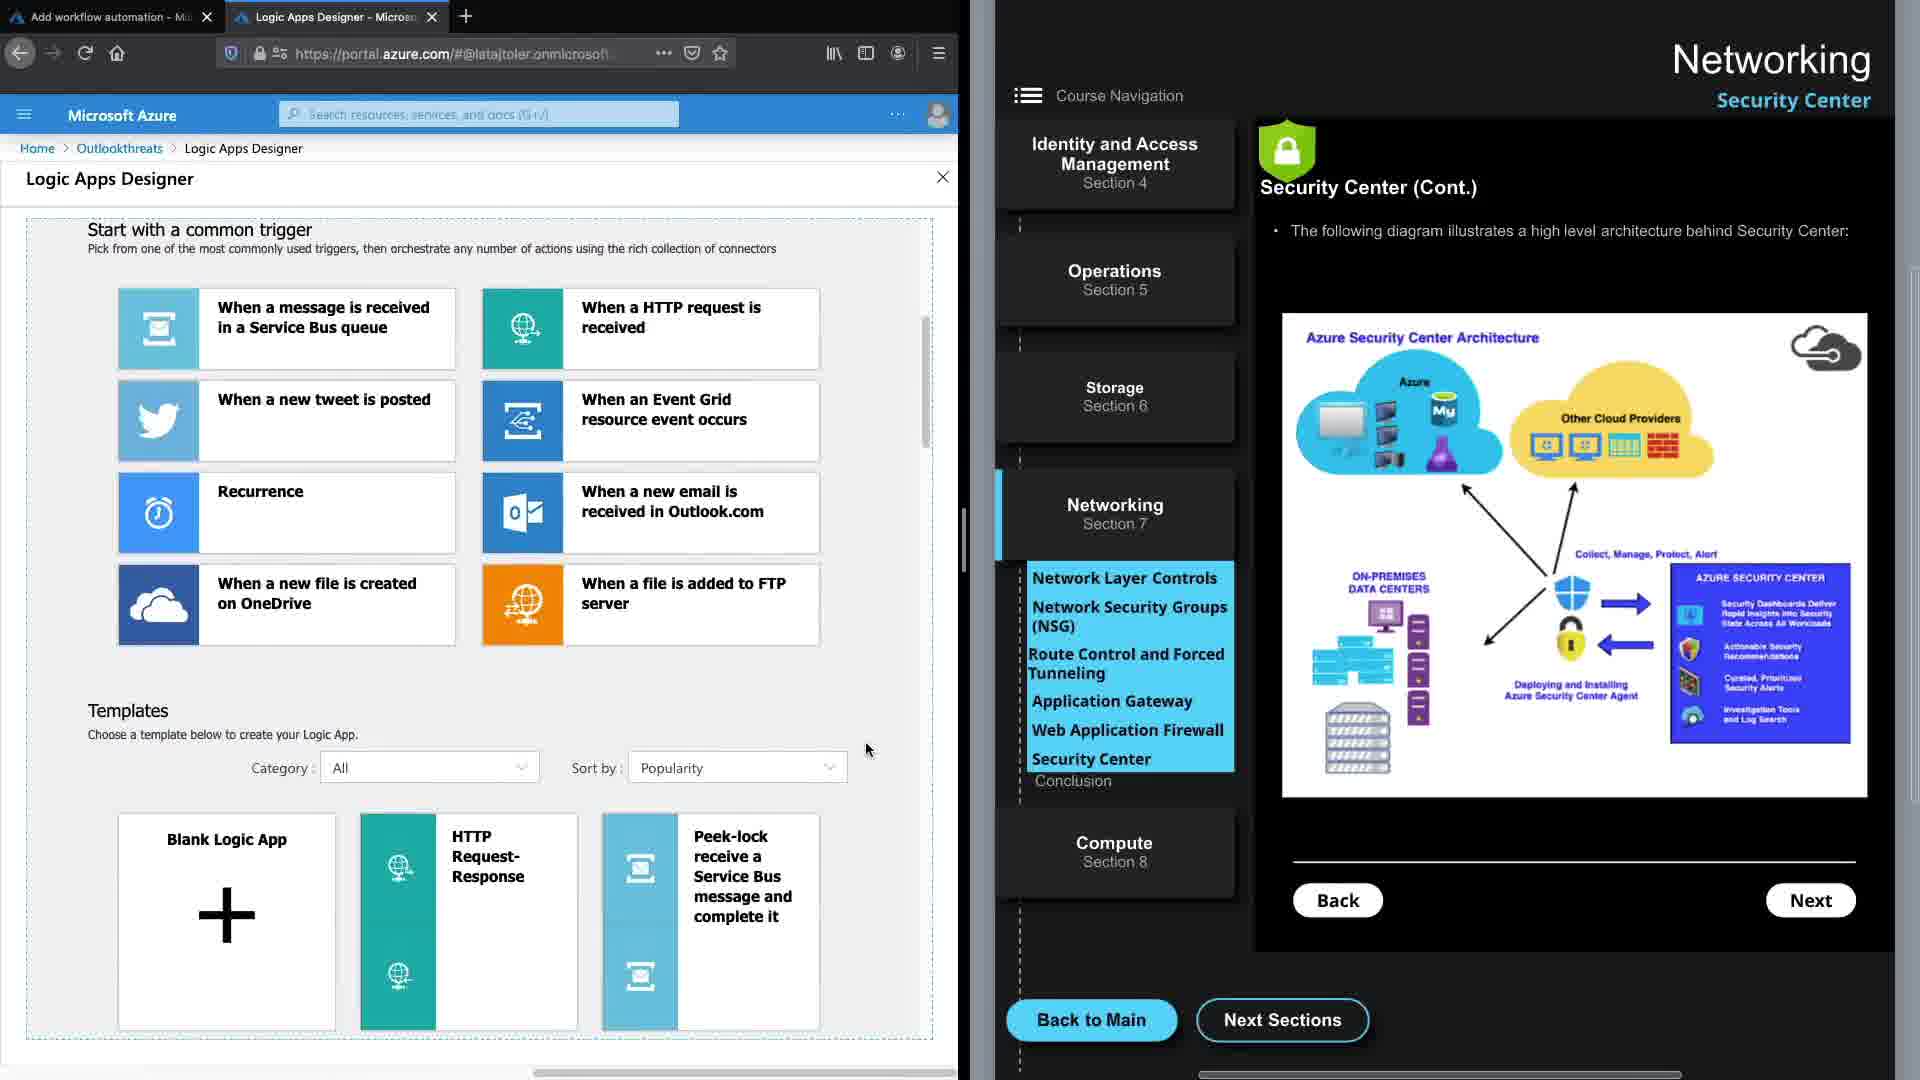 Add workflow automation - Mi
Logic Apps Designer - Microso
https://portal.azure.com/#@latajtoler.onmicrosof
Microsoft Azure
Search resources, services, and docs (G+/)
Home > Outlookthreats > Logic Apps Designer
Logic Apps Designer
Start with a common trigger
Pick from one of the most commonly used triggers, then orchestrate any number of actions using the rich collection of connectors
When a message is received
in a Service Bus queue
When a HTTP request is
received
When a new tweet is posted
When an Event Grid
resource event occurs
Recurrence
When a new email is
received in Outlook.com
When a new file is created
on OneDrive
When a file is added to FTP
server
Templates
Choose a template below to create your Logic App.
Category : All
Sort by : Popularity
Blank Logic App
HTTP
Request-
Response
Peek-lock
receive a
Service Bus
message and
complete it
Networking
Security Center
Course Navigation
Identity and Access
Management
Section 4
Operations
Section 5
Storage
Section 6
Networking
Section 7
Network Layer Controls
Network Security Groups
(NSG)
Route Control and Forced
Tunneling
Application Gateway
Web Application Firewall
Security Center
Conclusion
Compute
Section 8
Security Center (Cont.)
• The following diagram illustrates a high level architecture behind Security Center:
Azure Security Center Architecture
Azure
My
Other Cloud Providers
Collect, Manage, Protect, Alert
ON-PREMISES
DATA CENTERS
AZURE SECURITY CENTER
Security Dashboards Deliver
Rapid Insights into Security
State Across All Workloads
Actionable Security
Recommendations
Curated, Prioritized
Security Alerts
Investigation Tools
and Log Search
Deploying and Installing
Azure Security Center Agent
Back
Next
Back to Main
Next Sections